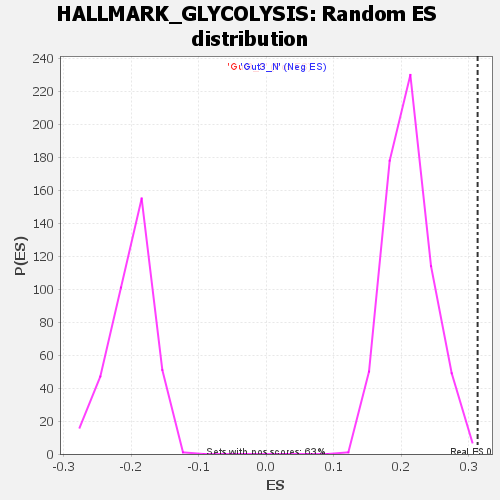 HALLMARK_GLYCOLYSIS: Random ES
distribution
'Gut3_N' (Neg ES)
240
220
200
180
160
140
120
100
80
60
40
20
0
P(ES)
Sets with pos scores: 63%
Real ES 0
-0.3 -0.2 -0.1 0.0 0.1 0.2 0.3
ES